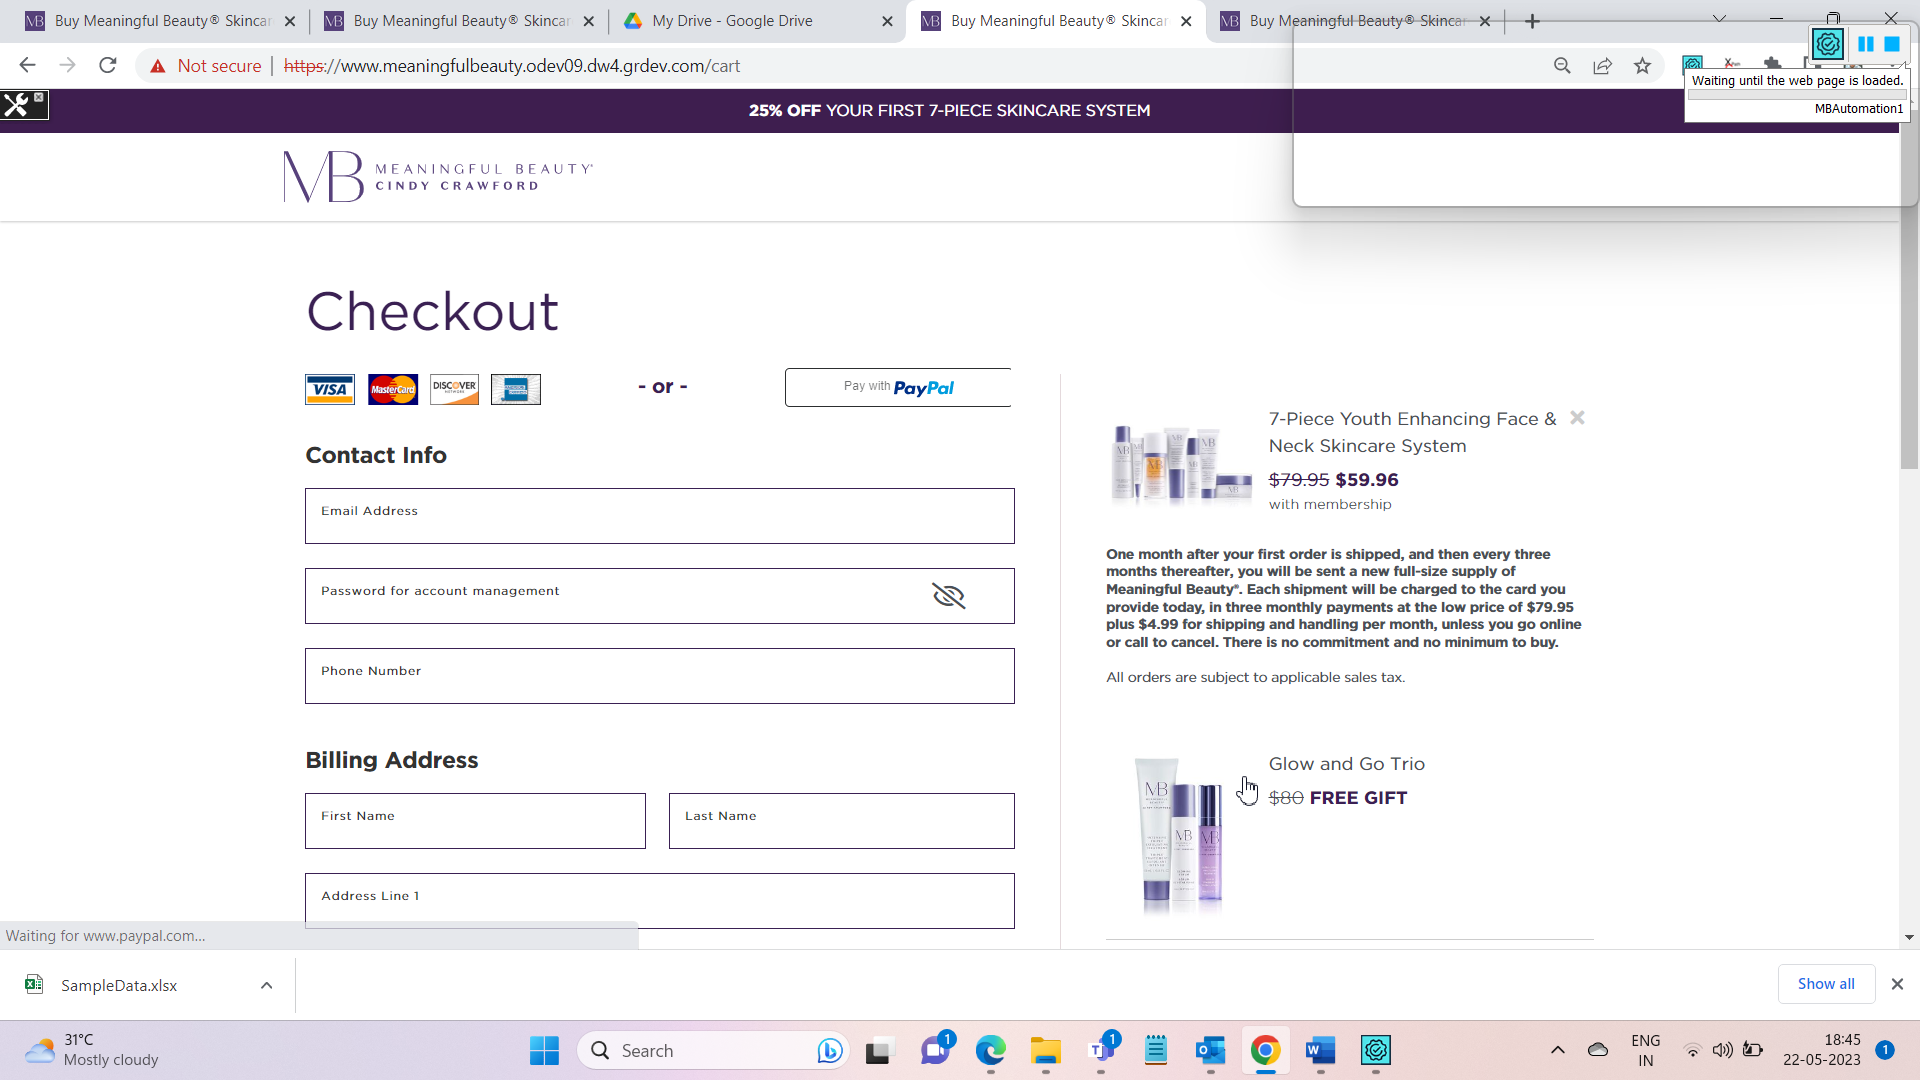 Buy Meaningful Beauty® Skincar
Buy Meaningful Beauty® Skincar
My Drive - Google Drive
Buy Meaningful Beauty® Skincar
Buy Meaningful Beauty® Skincar
Not secure
https://www.meaningfulbeauty.odev09.dw4.grdev.com/cart
Waiting until the web page is loaded.
MBAutomation1
25% OFF YOUR FIRST 7-PIECE SKINCARE SYSTEM
MB MEANINGFUL BEAUTY®
CINDY CRAWFORD
Checkout
VISA
MasterCard
DISCOVER
- or -
Pay with PayPal
Contact Info
Email Address
Password for account management
Phone Number
Billing Address
First Name
Last Name
Address Line 1
7-Piece Youth Enhancing Face &
Neck Skincare System
$79.95 $59.96
with membership
One month after your first order is shipped, and then every three
months thereafter, you will be sent a new full-size supply of
Meaningful Beauty®. Each shipment will be charged to the card you
provide today, in three monthly payments at the low price of $79.95
plus $4.99 for shipping and handling per month, unless you go online
or call to cancel. There is no commitment and no minimum to buy.
All orders are subject to applicable sales tax.
MB
MB
MB
Glow and Go Trio
$80 FREE GIFT
Waiting for www.paypal.com...
SampleData.xlsx
Show all
31°C
Mostly cloudy
Search
1
1
ENG
IN
18:45
22-05-2023
1